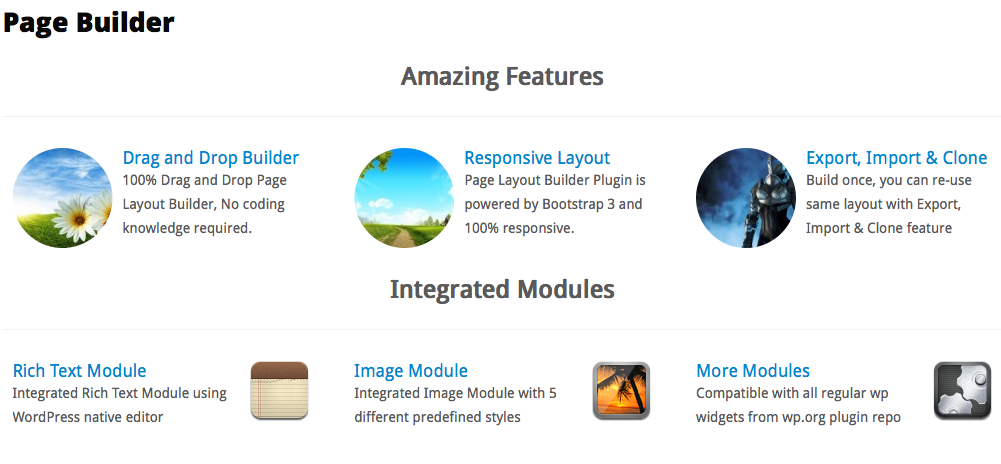 Page Builder
Amazing Features
Drag and Drop Builder
100% Drag and Drop Page
Layout Builder, No coding
knowledge required.
Responsive Layout
Page Layout Builder Plugin is
powered by Bootstrap 3 and
100% responsive.
Export, Import & Clone
Build once, you can re-use
same layout with Export,
Import & Clone feature
Integrated Modules
Rich Text Module
Integrated Rich Text Module using
WordPress native editor
Image Module
Integrated Image Module with 5
different predefined styles
More Modules
Compatible with all regular wp
widgets from wp.org plugin repo